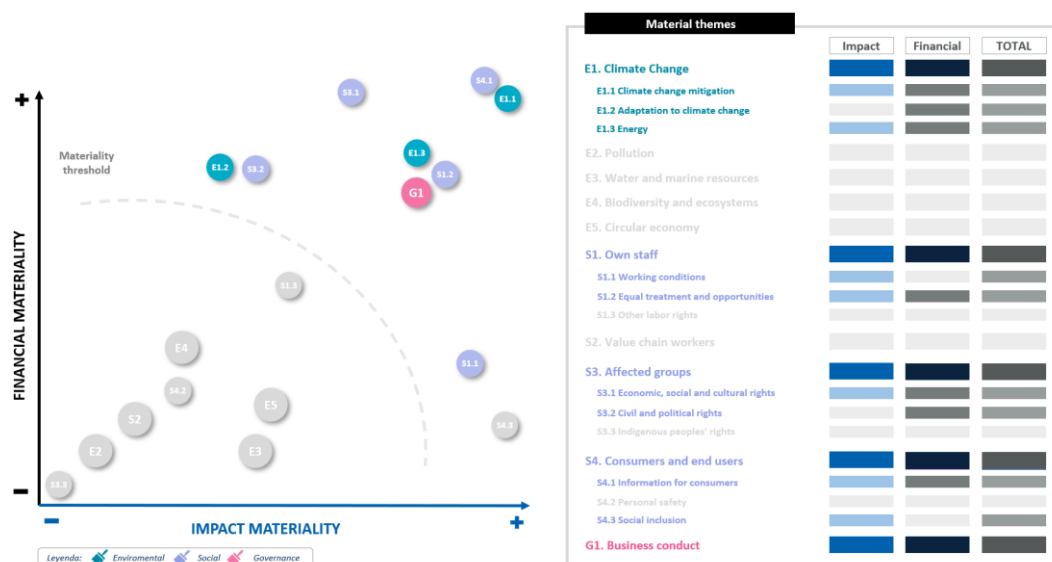 S3.1
S4.1
E1.1
+
Materiality
threshold
E1.2
S3.2
E1.3
S1.2
G1
FINANCIAL MATERIALITY
S1.3
E4
S1.1
S4.2
E5
S2
S4.3
E2
E3
S3.3
IMPACT MATERIALITY
+
Leyenda: Enviromental Social Governance
Material themes
Impact Financial TOTAL
E1. Climate Change
E1.1 Climate change mitigation
E1.2 Adaptation to climate change
E1.3 Energy
E2. Pollution
E3. Water and marine resources
E4. Biodiversity and ecosystems
E5. Circular economy
S1. Own staff
S1.1 Working conditions
S1.2 Equal treatment and opportunities
S1.3 Other labor rights
S2. Value chain workers
S3. Affected groups
S3.1 Economic, social and cultural rights
S3.2 Civil and political rights
S3.3 Indigenous peoples' rights
S4. Consumers and end users
S4.1 Information for consumers
S4.2 Personal safety
S4.3 Social inclusion
G1. Business conduct